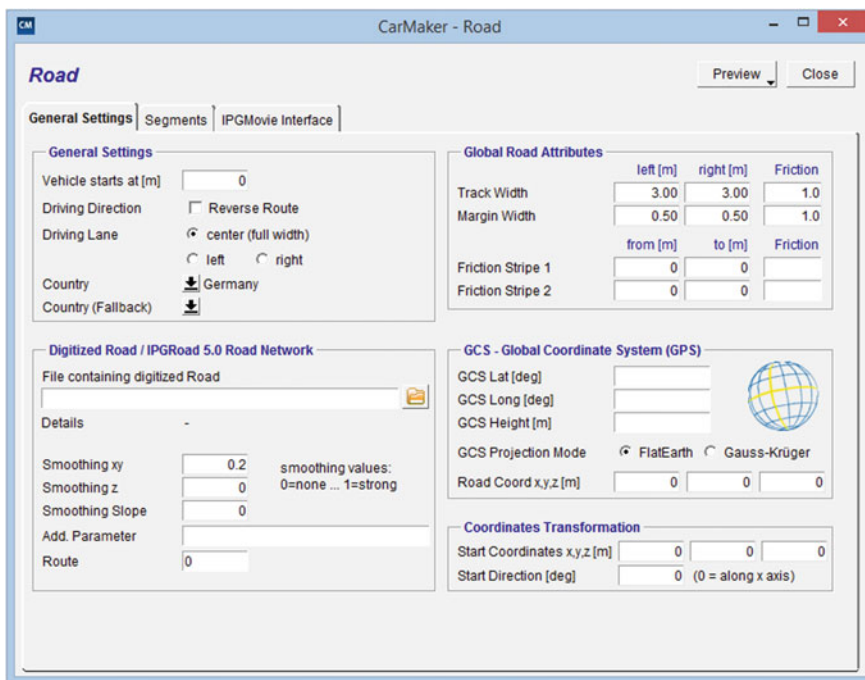 CM CarMaker - Road
Road
Preview Close
General Settings Segments IPGMovie Interface
General Settings
Vehicle starts at [m] 0
Driving Direction Reverse Route
Driving Lane center (full width)
left right
Country Germany
Country (Fallback)
Global Road Attributes
left [m] right [m] Friction
Track Width 3.00 3.00 1.0
Margin Width 0.50 0.50 1.0
from [m] to [m] Friction
Friction Stripe 1 0 0
Friction Stripe 2 0 0
Digitized Road / IPGRoad 5.0 Road Network
File containing digitized Road
Details -
Smoothing xy 0.2 smoothing values:
Smoothing z 0 0=none ... 1=strong
Smoothing Slope 0
Add. Parameter
Route 0
GCS - Global Coordinate System (GPS)
GCS Lat [deg]
GCS Long [deg]
GCS Height [m]
GCS Projection Mode FlatEarth Gauss-Krüger
Road Coord x,y,z [m] 0 0 0
Coordinates Transformation
Start Coordinates x,y,z [m] 0 0 0
Start Direction [deg] 0 (0 = along x axis)